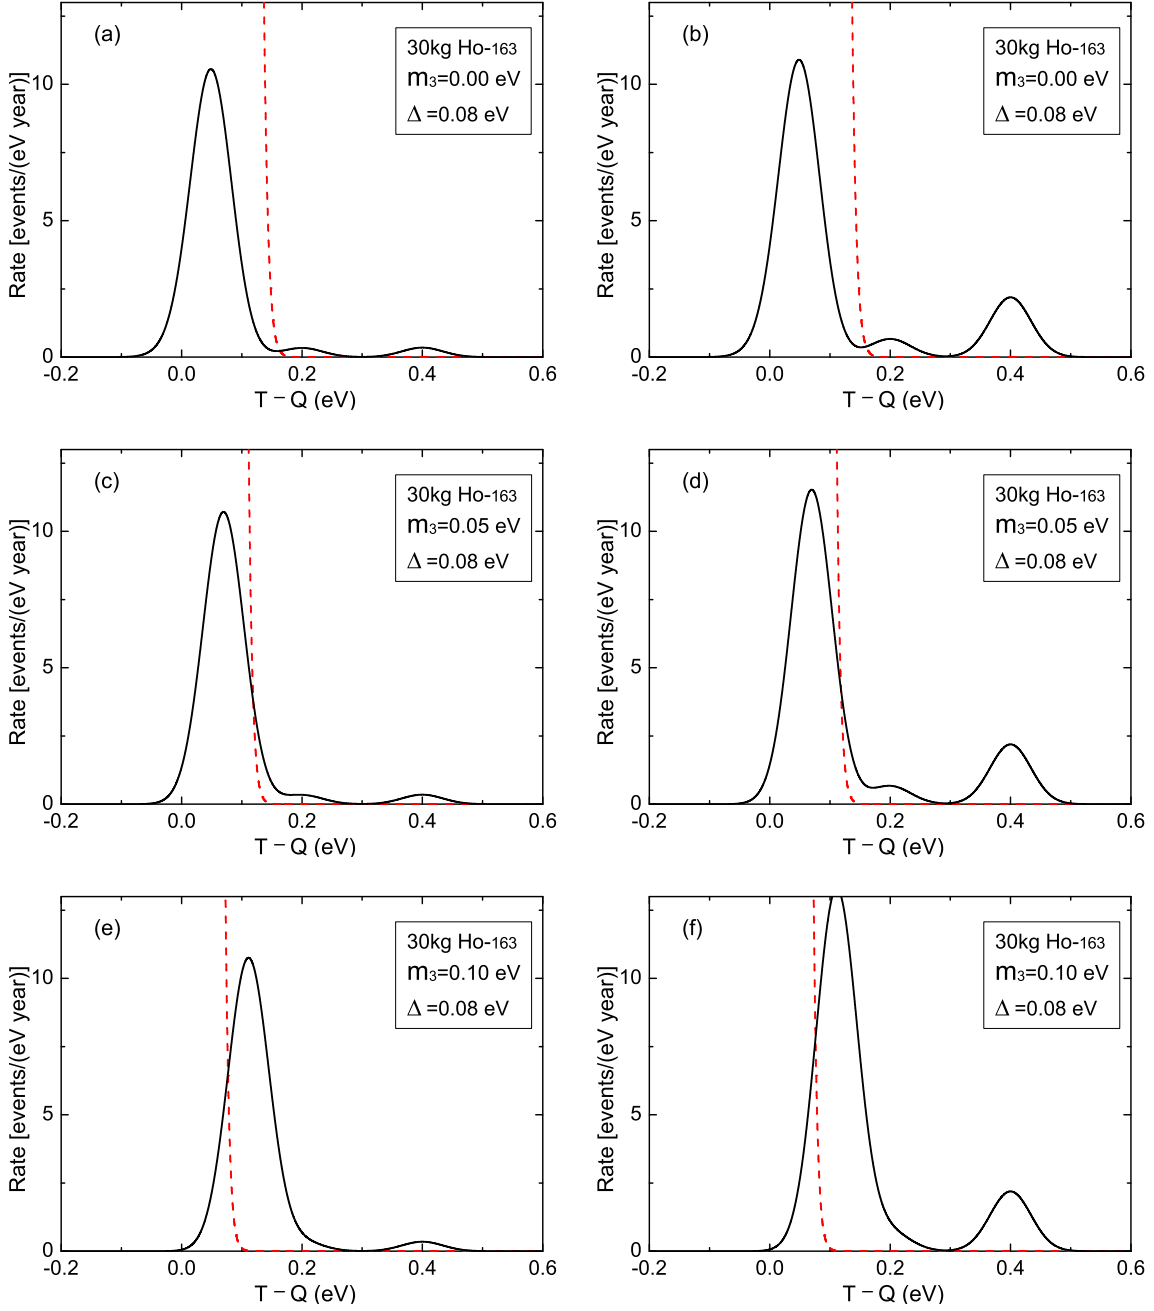 (a)
30kg Ho-163
m3=0.00 eV
Δ =0.08 eV
Rate [events/(eV year)]
10
5
0
-0.2 0.0 0.2 0.4 0.6
T − Q (eV)
(b)
30kg Ho-163
m3=0.00 eV
Δ =0.08 eV
Rate [events/(eV year)]
10
5
0
-0.2 0.0 0.2 0.4 0.6
T − Q (eV)
(c)
30kg Ho-163
m3=0.05 eV
Δ =0.08 eV
Rate [events/(eV year)]
10
5
0
-0.2 0.0 0.2 0.4 0.6
T − Q (eV)
(d)
30kg Ho-163
m3=0.05 eV
Δ =0.08 eV
Rate [events/(eV year)]
10
5
0
-0.2 0.0 0.2 0.4 0.6
T − Q (eV)
(e)
30kg Ho-163
m3=0.10 eV
Δ =0.08 eV
Rate [events/(eV year)]
10
5
0
-0.2 0.0 0.2 0.4 0.6
T − Q (eV)
(f)
30kg Ho-163
m3=0.10 eV
Δ =0.08 eV
Rate [events/(eV year)]
10
5
0
-0.2 0.0 0.2 0.4 0.6
T − Q (eV)